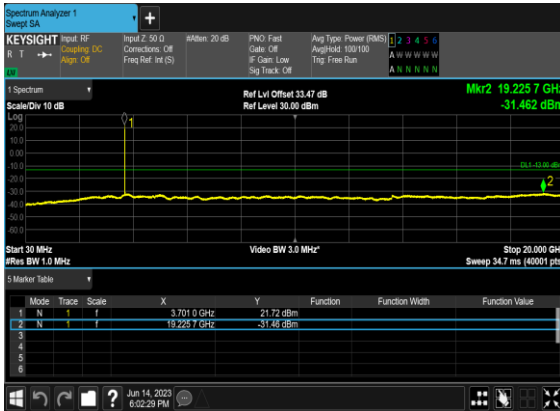 Spectrum Analyzer 1
Swept SA
+
KEYSIGHT Input: RF Input Z: 50 Ω #Atten: 20 dB PNO: Fast Avg Type: Power (RMS) 1 2 3 4 5 6
R T Coupling: DC Corrections: Off Gate: Off Avg|Hold: 100/100 A W W W W W
Align: Off Freq Ref: Int (S) IF Gain: Low Trig: Free Run
Sig Track: Off A N N N N N
1 Spectrum
Ref Lvl Offset 33.47 dB Mkr2 19.225 7 GHz
Scale/Div 10 dB Ref Level 30.00 dBm -31.462 dBm
Log
20.0
10.0
0.00
-10.0
-20.0
-30.0
-40.0
-50.0
-60.0
1
DL1 -13.00 dBm
2
Start 30 MHz Video BW 3.0 MHz* Stop 20.000 GHz
#Res BW 1.0 MHz Sweep 34.7 ms (40001 pts)
5 Marker Table
Mode Trace Scale X Y Function Function Width Function Value
1 N 1 f 3.701 0 GHz 21.72 dBm
2 N 1 f 19.225 7 GHz -31.46 dBm
3
4
5
6
? Jun 14, 2023
6:02:29 PM